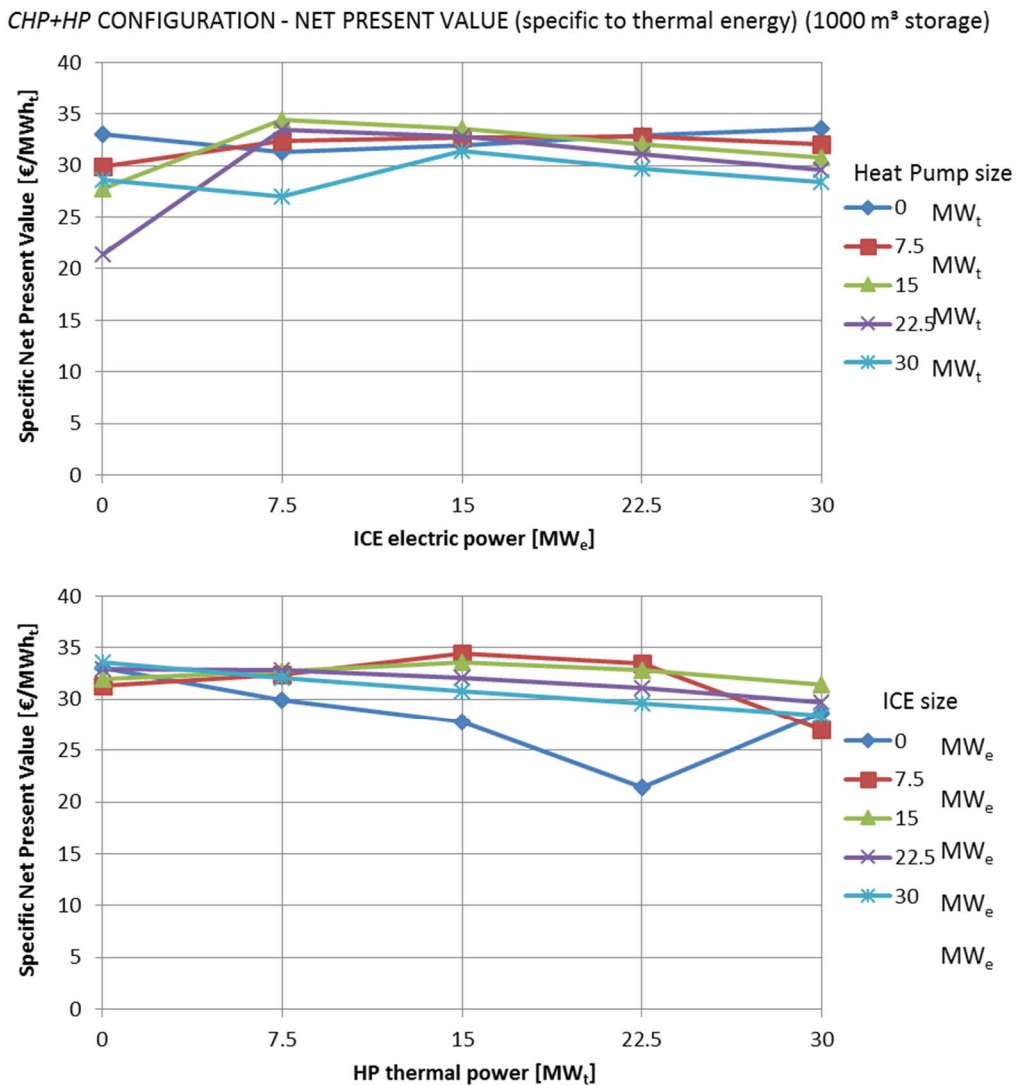 CHP+HP CONFIGURATION - NET PRESENT VALUE (specific to thermal energy) (1000 m³ storage)
Specific Net Present Value [€/MWhₜ]
40
35
30
25
20
15
10
5
0
0 7.5 15 22.5 30
ICE electric power [MWₑ]
Heat Pump size
0 MWₜ
7.5 MWₜ
15 MWₜ
22.5 MWₜ
30
Specific Net Present Value [€/MWhₜ]
40
35
30
25
20
15
10
5
0
0 7.5 15 22.5 30
HP thermal power [MWₜ]
ICE size
0 MWₑ
7.5 MWₑ
15 MWₑ
22.5 MWₑ
30 MWₑ